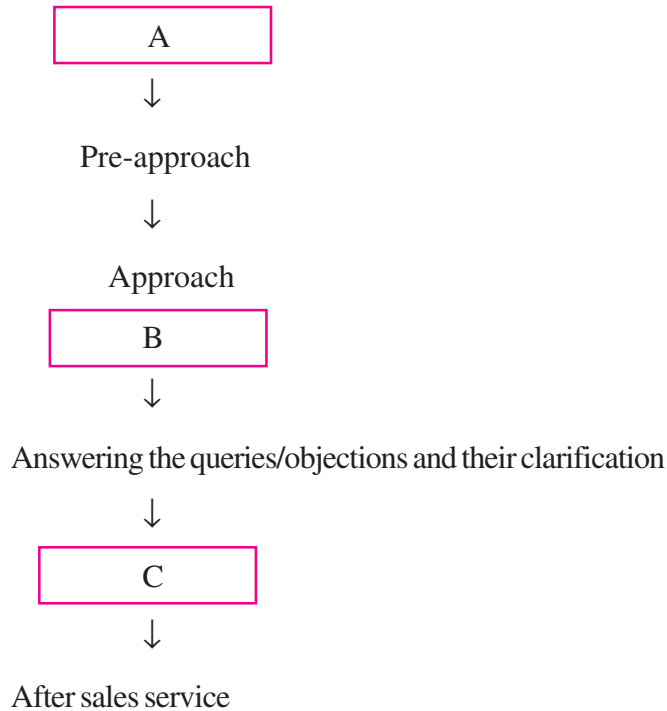 A
↓
Pre-approach
↓
Approach
B
↓
Answering the queries/objections and their clarification
↓
C
↓
After sales service